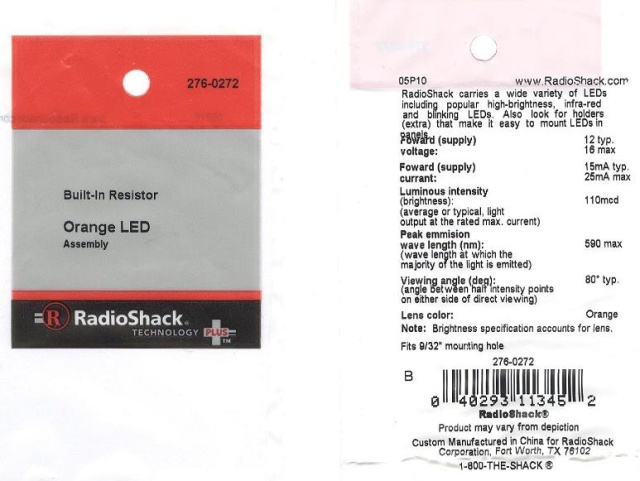 276-0272
Built-In Resistor
Orange LED
Assembly
R RadioShack®
TECHNOLOGY PLUS ™
05P10 www.RadioShack.com
RadioShack carries a wide variety of LEDs
including popular high-brightness, infra-red
and blinking LEDs. Also look for holders
(extra) that make it easy to mount LEDs in
panels.
Foward (supply) 12 typ.
voltage: 16 max
Foward (supply) 15mA typ.
currant: 25mA max
Luminous intensity
(brightness): 110mcd
(average or typical, light
output at the rated max. current)
Peak emmision
wave length (nm): 590 max
(wave length at which the
majority of the light is emitted)
Viewing angle (deg): 80° typ.
(angle between half intensity points
on either side of direct viewing)
Lens color: Orange
Note: Brightness specification accounts for lens.
Fits 9/32" mounting hole
276-0272
B
0 40293 11345 2
RadioShack®
Product may vary from depiction
Custom Manufactured in China for RadioShack
Corporation, Fort Worth, TX 76102
1-800-THE-SHACK ®